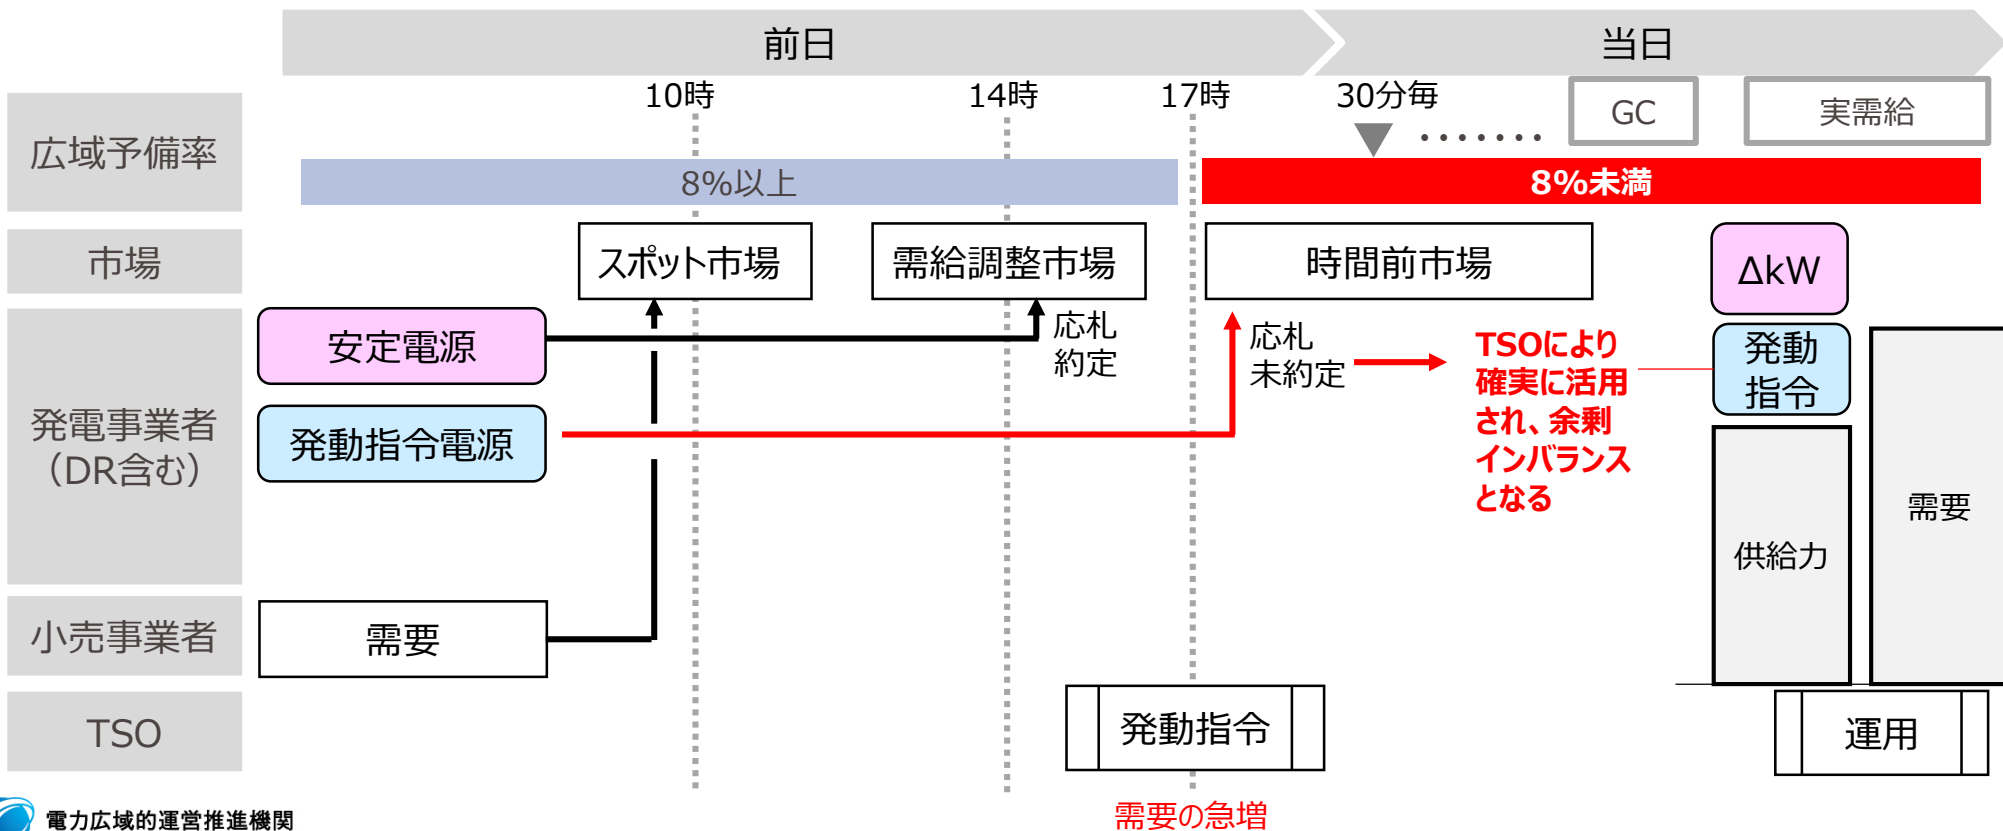 前日
当日
10時
14時
17時
30分毎
GC
実需給
広域予備率
8%以上
8%未満
市場
スポット市場
需給調整市場
時間前市場
ΔkW
発電事業者
（DR含む）
安定電源
発動指令電源
応札
約定
応札
未約定
TSOにより
確実に活用
され、余剰
インバランス
となる
発動
指令
供給力
需要
小売事業者
需要
TSO
発動指令
運用
需要の急増
電力広域的運営推進機関